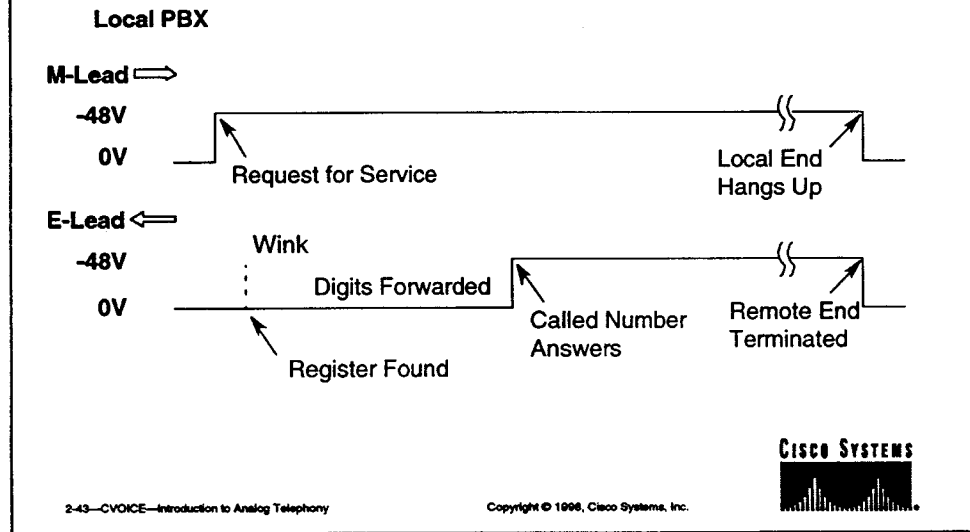 Local PBX
M-Lead
-48V
0V
Request for Service
Local End
Hangs Up
E-Lead
-48V
0V
Wink
Digits Forwarded
Register Found
Called Number
Answers
Remote End
Terminated
CISCO SYSTEMS
2-43—CVOICE—Introduction to Analog Telephony
Copyright © 1998, Cisco Systems, Inc.